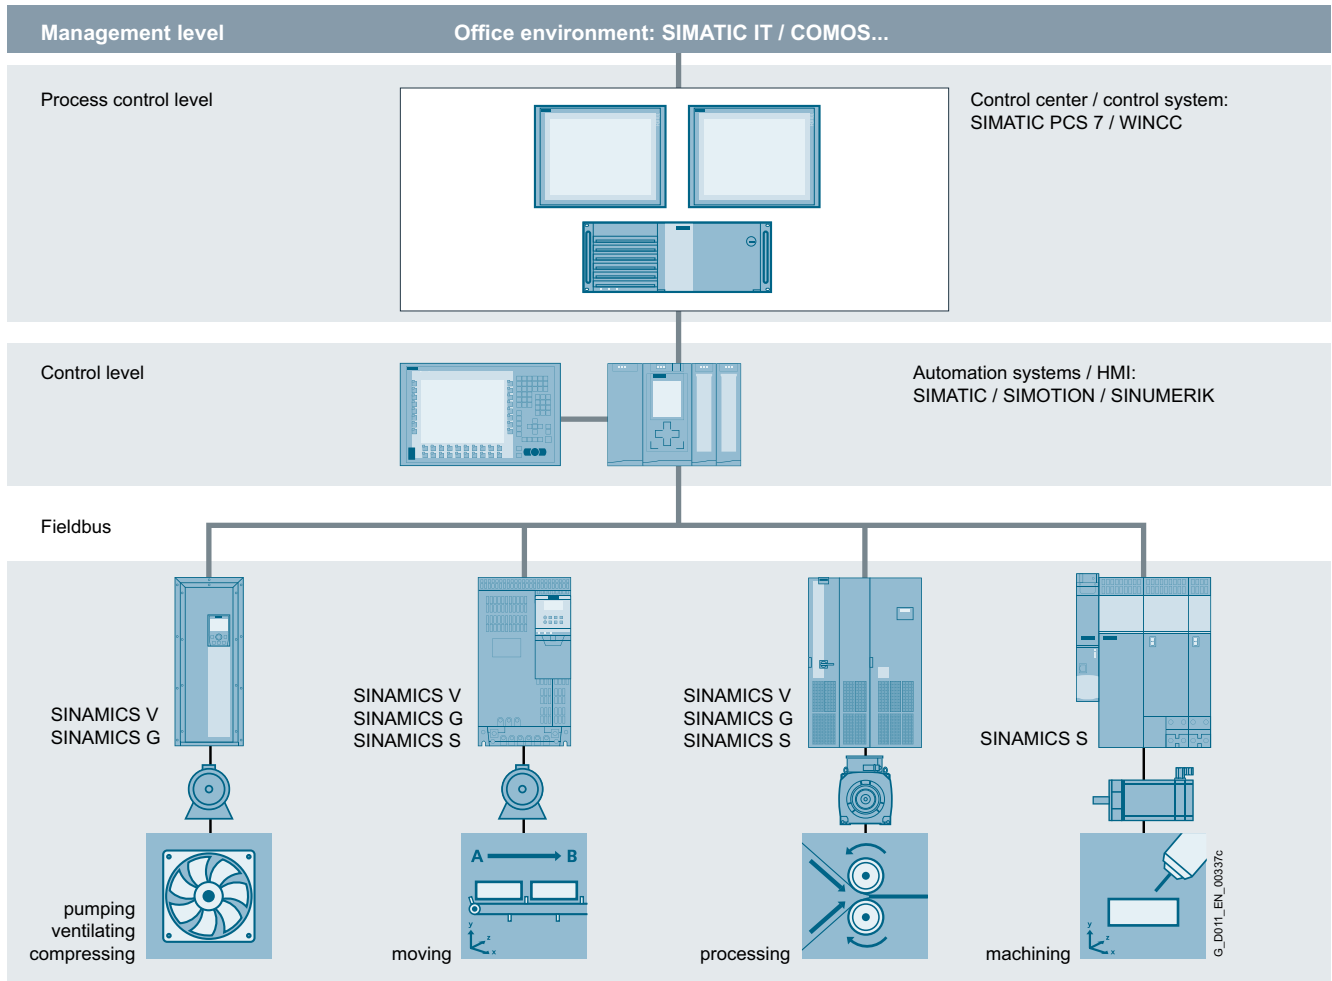 Management level
Office environment: SIMATIC IT / COMOS...
Process control level
Control center / control system:
SIMATIC PCS 7 / WINCC
Control level
Automation systems / HMI:
SIMATIC / SIMOTION / SINUMERIK
Fieldbus
SINAMICS V
SINAMICS G
SINAMICS V
SINAMICS G
SINAMICS S
SINAMICS V
SINAMICS G
SINAMICS S
SINAMICS S
pumping
ventilating
compressing
A B
y
z
x
moving
processing
y
z
x
machining
G_D011_EN_00337c